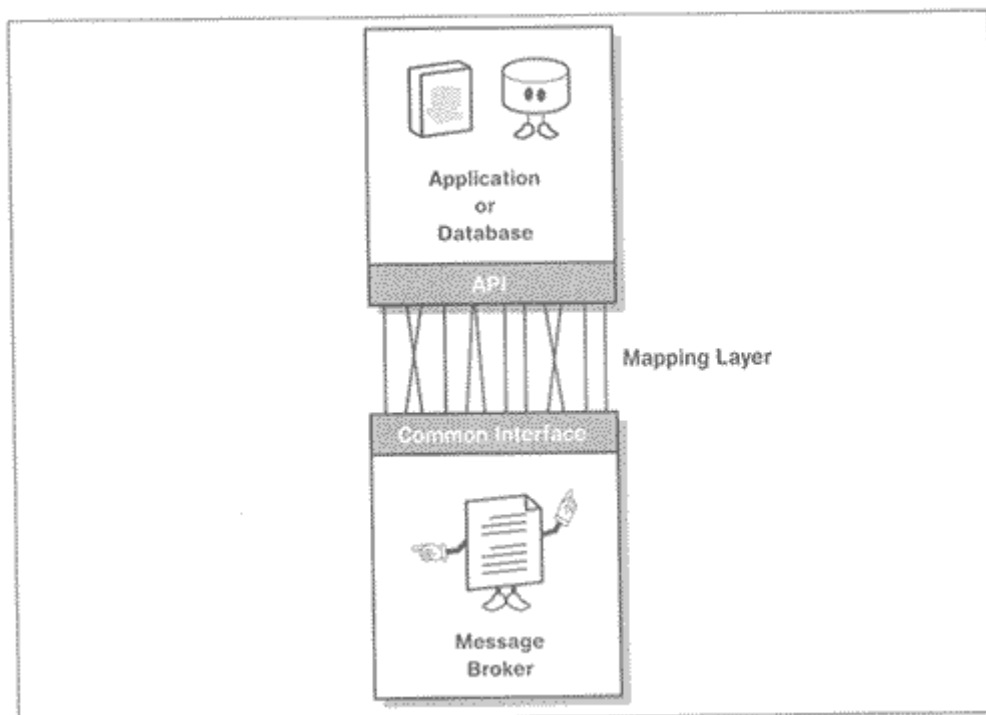 Application
or
Database
API
Mapping Layer
Common Interface
Message
Broker